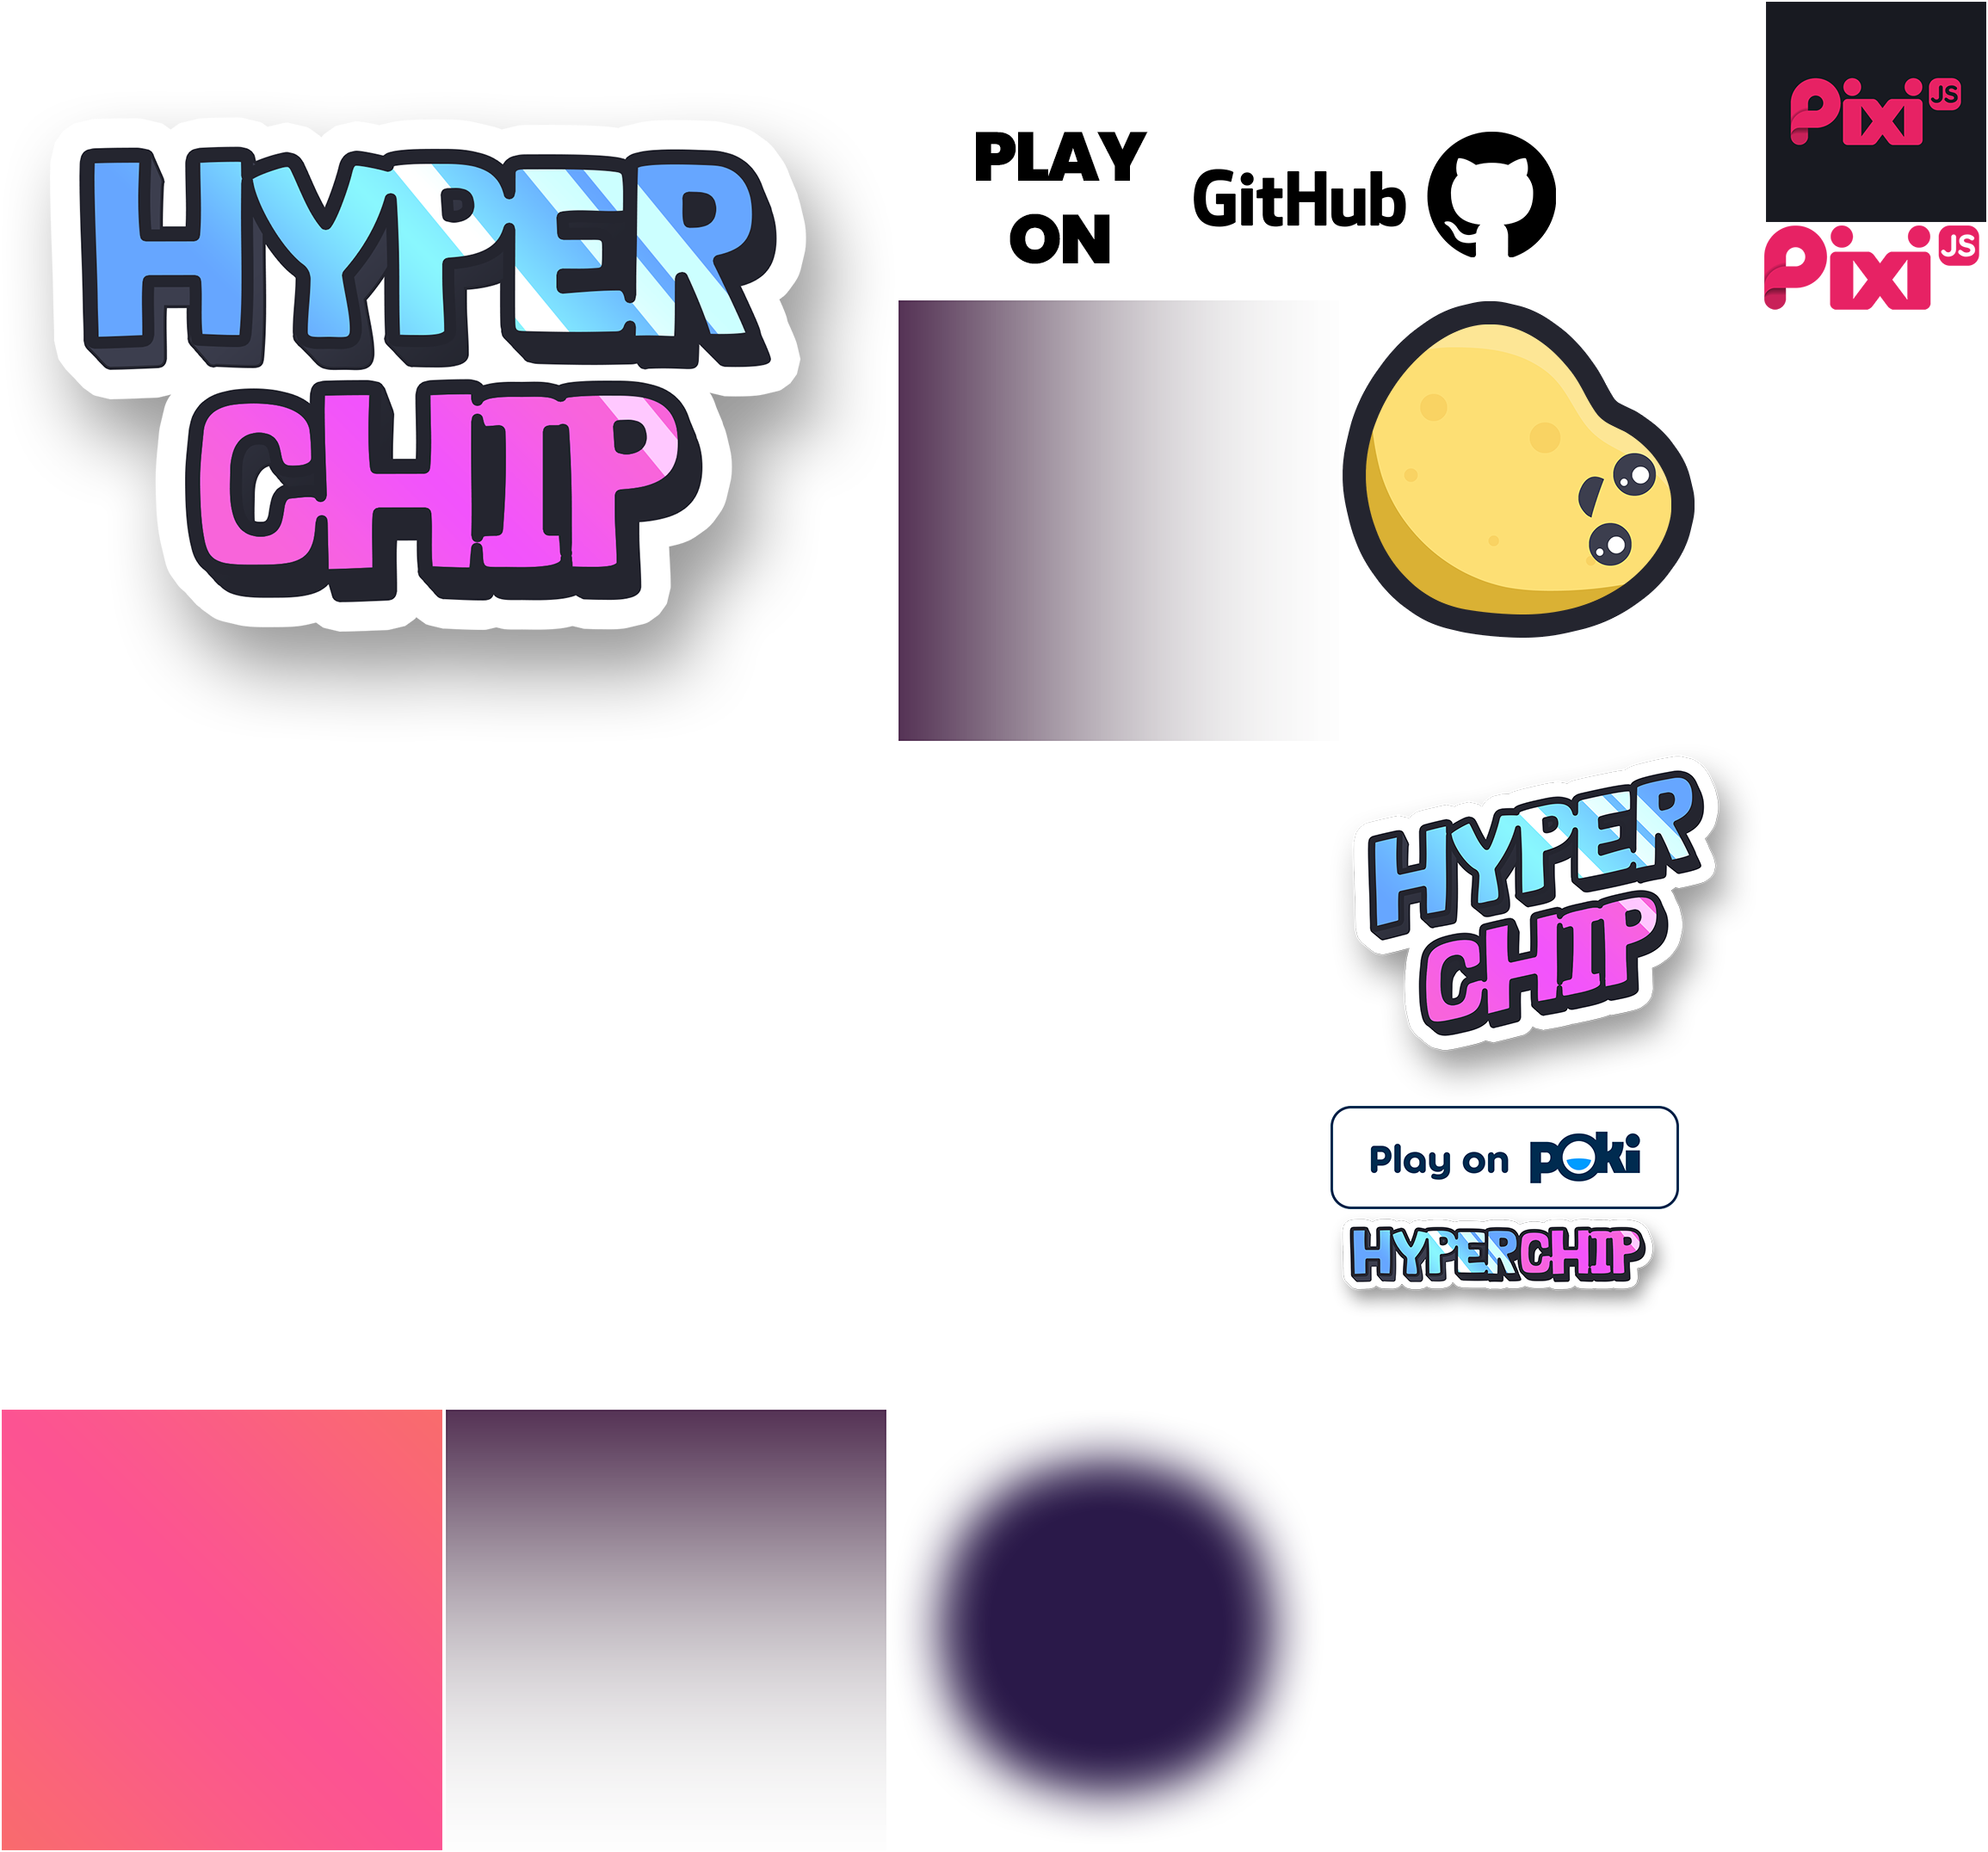 HYPER
CHIP
PLAY
ON
GitHub
Pixi JS
Pixi JS
HYPER
CHIP
Play on poki
HYPERCHIP